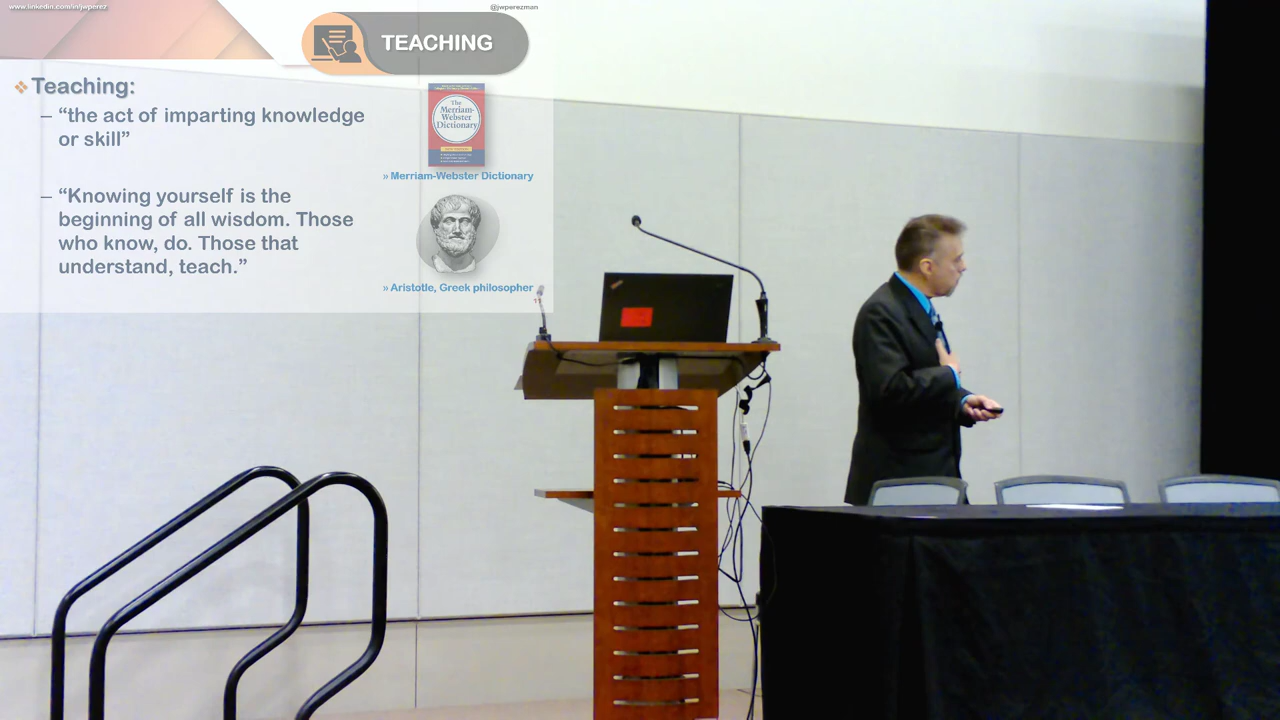 www.linkedin.com/in/jwperez
@jwperezman
TEACHING
Teaching:
– “the act of imparting knowledge
or skill”
The
Merriam-
Webster
Dictionary
» Merriam-Webster Dictionary
– “Knowing yourself is the
beginning of all wisdom. Those
who know, do. Those that
understand, teach.”
» Aristotle, Greek philosopher